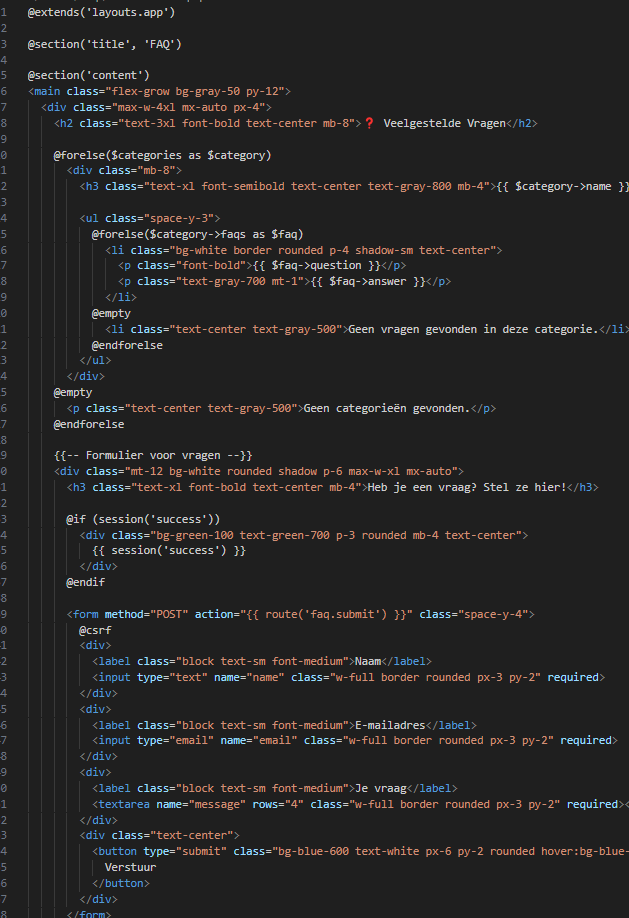 1 @extends('layouts.app')
2
3 @section('title', 'FAQ')
4
5 @section('content')
6 <main class="flex-grow bg-gray-50 py-12">
7 <div class="max-w-4xl mx-auto px-4">
8 <h2 class="text-3xl font-bold text-center mb-8">❓ Veelgestelde Vragen</h2>
9
0 @forelse($categories as $category)
1 <div class="mb-8">
2 <h3 class="text-xl font-semibold text-center text-gray-800 mb-4">{{ $category->name }}
3
4 <ul class="space-y-3">
5 @forelse($category->faqs as $faq)
6 <li class="bg-white border rounded p-4 shadow-sm text-center">
7 <p class="font-bold">{{ $faq->question }}</p>
8 <p class="text-gray-700 mt-1">{{ $faq->answer }}</p>
9 </li>
0 @empty
1 <li class="text-center text-gray-500">Geen vragen gevonden in deze categorie.</li>
2 @endforelse
3 </ul>
4 </div>
5 @empty
6 <p class="text-center text-gray-500">Geen categorieën gevonden.</p>
7 @endforelse
8
9 {{-- Formulier voor vragen --}}
0 <div class="mt-12 bg-white rounded shadow p-6 max-w-xl mx-auto">
1 <h3 class="text-xl font-bold text-center mb-4">Heb je een vraag? Stel ze hier!</h3>
2
3 @if (session('success'))
4 <div class="bg-green-100 text-green-700 p-3 rounded mb-4 text-center">
5 {{ session('success') }}
6 </div>
7 @endif
8
9 <form method="POST" action="{{ route('faq.submit') }}" class="space-y-4">
0 @csrf
1 <div>
2 <label class="block text-sm font-medium">Naam</label>
3 <input type="text" name="name" class="w-full border rounded px-3 py-2" required>
4 </div>
5 <div>
6 <label class="block text-sm font-medium">E-mailadres</label>
7 <input type="email" name="email" class="w-full border rounded px-3 py-2" required>
8 </div>
9 <div>
0 <label class="block text-sm font-medium">Je vraag</label>
1 <textarea name="message" rows="4" class="w-full border rounded px-3 py-2" required><
2 </div>
3 <div class="text-center">
4 <button type="submit" class="bg-blue-600 text-white px-6 py-2 rounded hover:bg-blue-
5 Verstuur
6 </button>
7 </div>
8 </form>